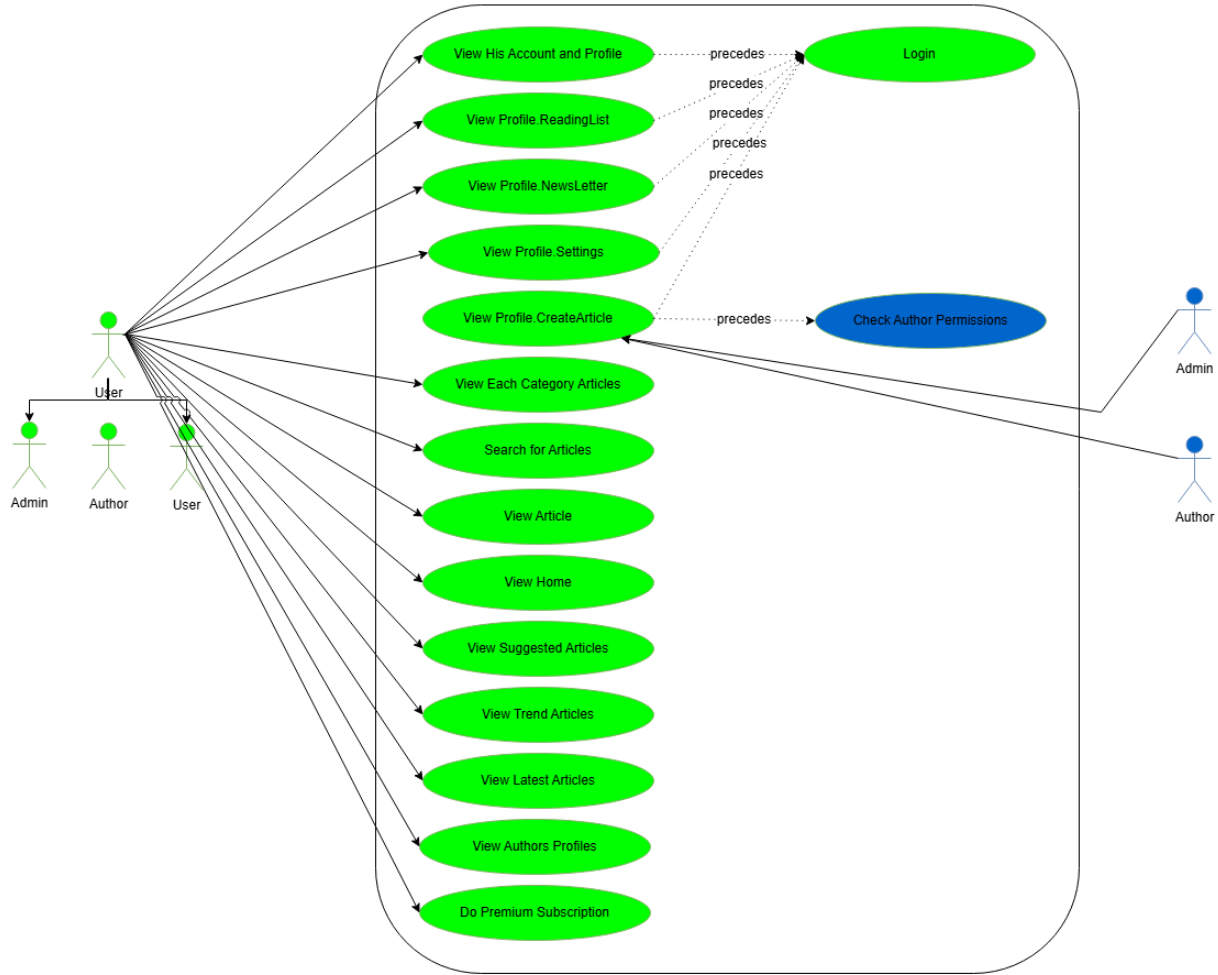 View His Account and Profile
precedes
Login
precedes
View Profile.ReadingList
precedes
precedes
precedes
View Profile.NewsLetter
View Profile.Settings
View Profile.CreateArticle
precedes
Check Author Permissions
Admin
User
View Each Category Articles
Search for Articles
Admin
Author
User
View Article
Author
View Home
View Suggested Articles
View Trend Articles
View Latest Articles
View Authors Profiles
Do Premium Subscription